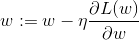 w := w − η ∂L(w)/∂w